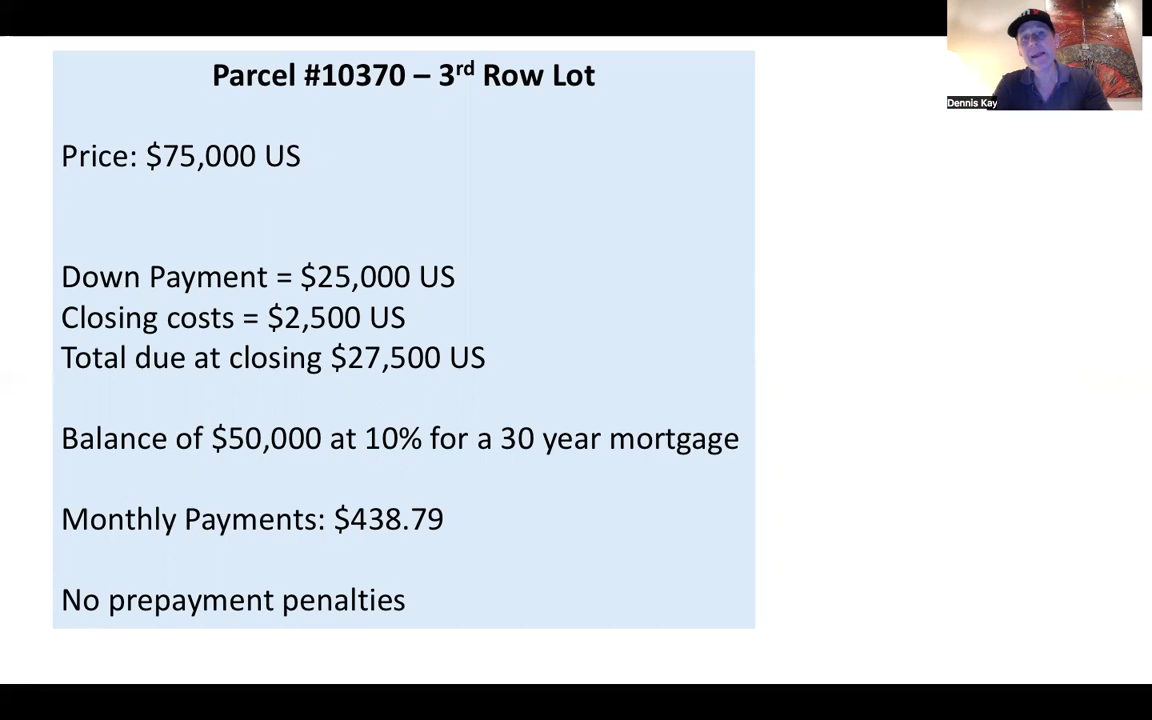 Parcel #10370 – 3rd Row Lot
Price: $75,000 US
Down Payment = $25,000 US
Closing costs = $2,500 US
Total due at closing $27,500 US
Balance of $50,000 at 10% for a 30 year mortgage
Monthly Payments: $438.79
No prepayment penalties
Dennis Kay